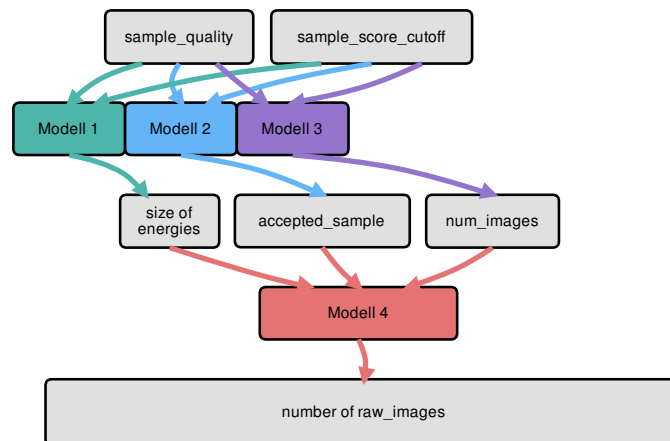 sample_quality
sample_score_cutoff
Modell 1
Modell 2
Modell 3
size of
energies
accepted_sample
num_images
Modell 4
number of raw_images